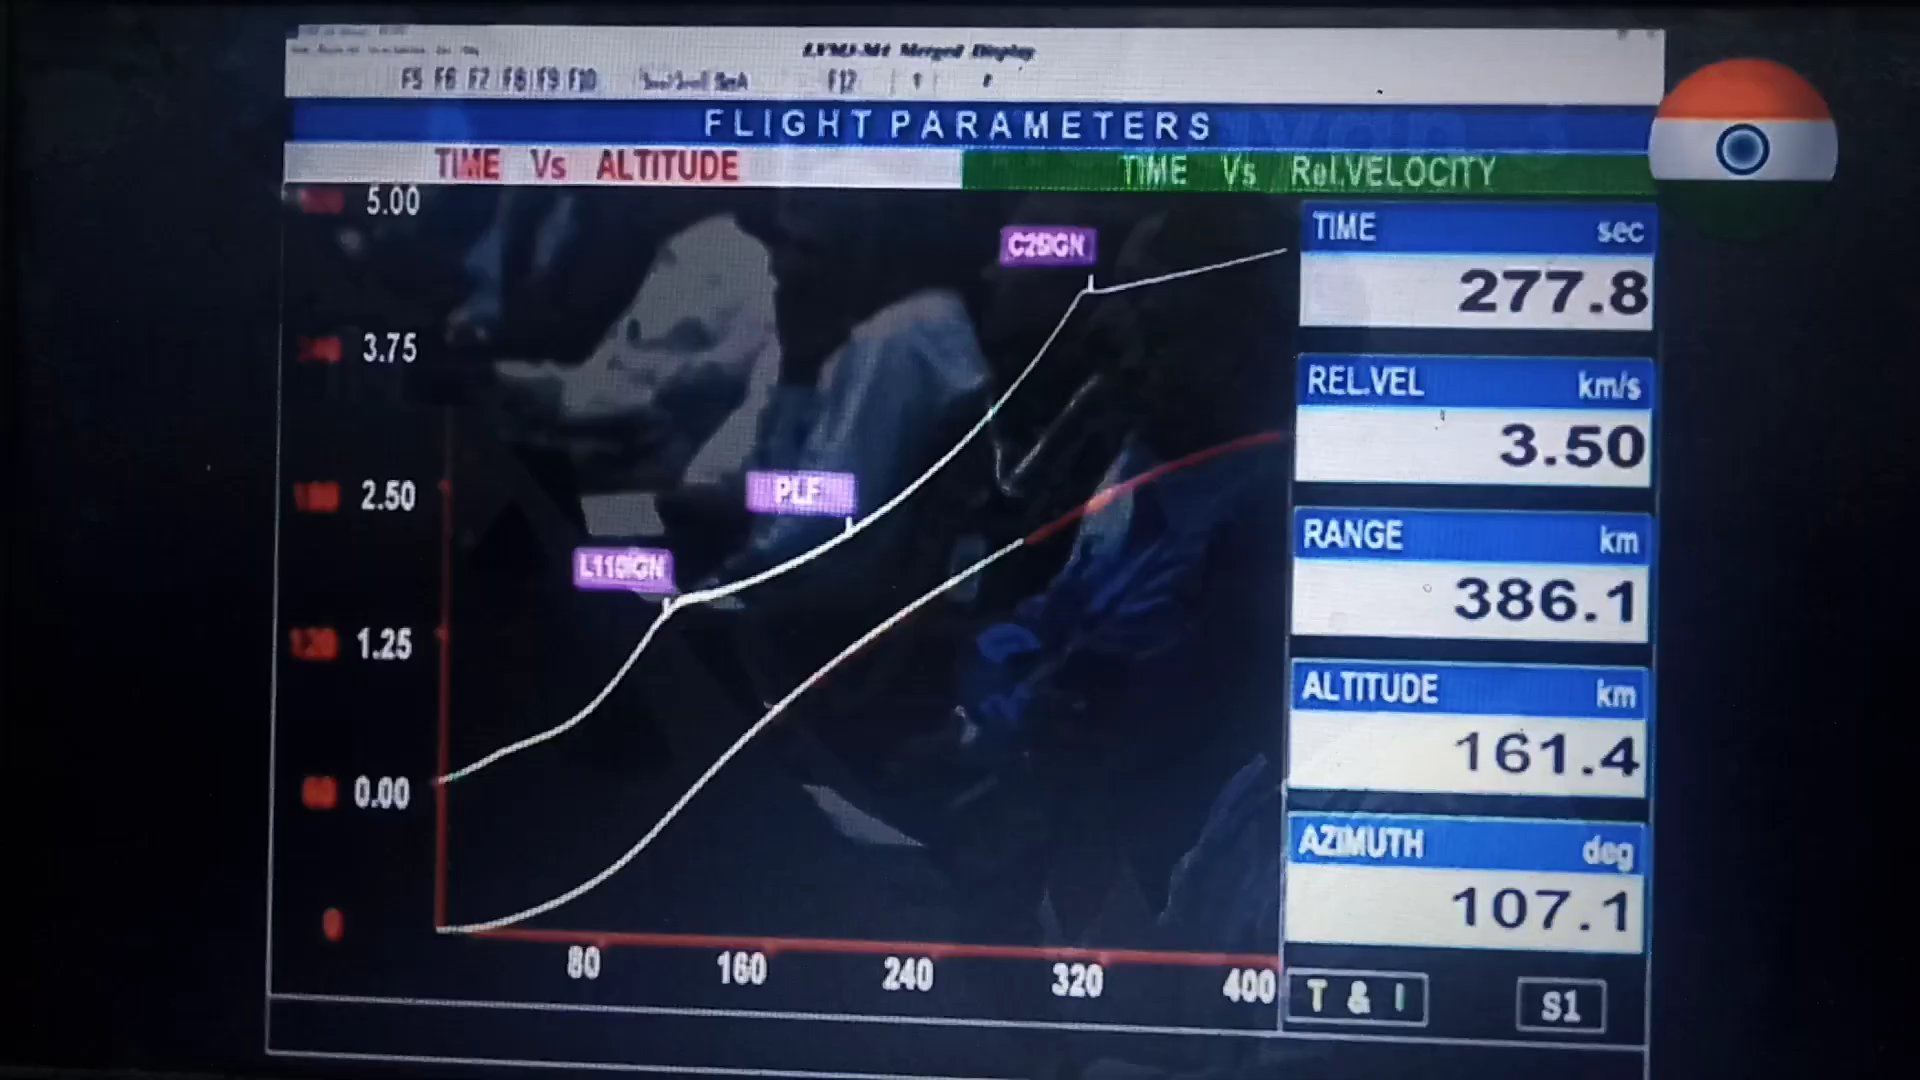 LVM3-M4 Merged Display
F5 F6 F7 F8 F9 F10 F12
FLIGHT PARAMETERS
TIME Vs ALTITUDE TIME Vs Rel.VELOCITY
5.00
3.75
2.50
120 1.25
0.00
0
80 160 240 320 400
C25IGN
PLF
L110IGN
TIME sec
277.8
REL.VEL km/s
3.50
RANGE km
386.1
ALTITUDE km
161.4
AZIMUTH deg
107.1
T & I S1